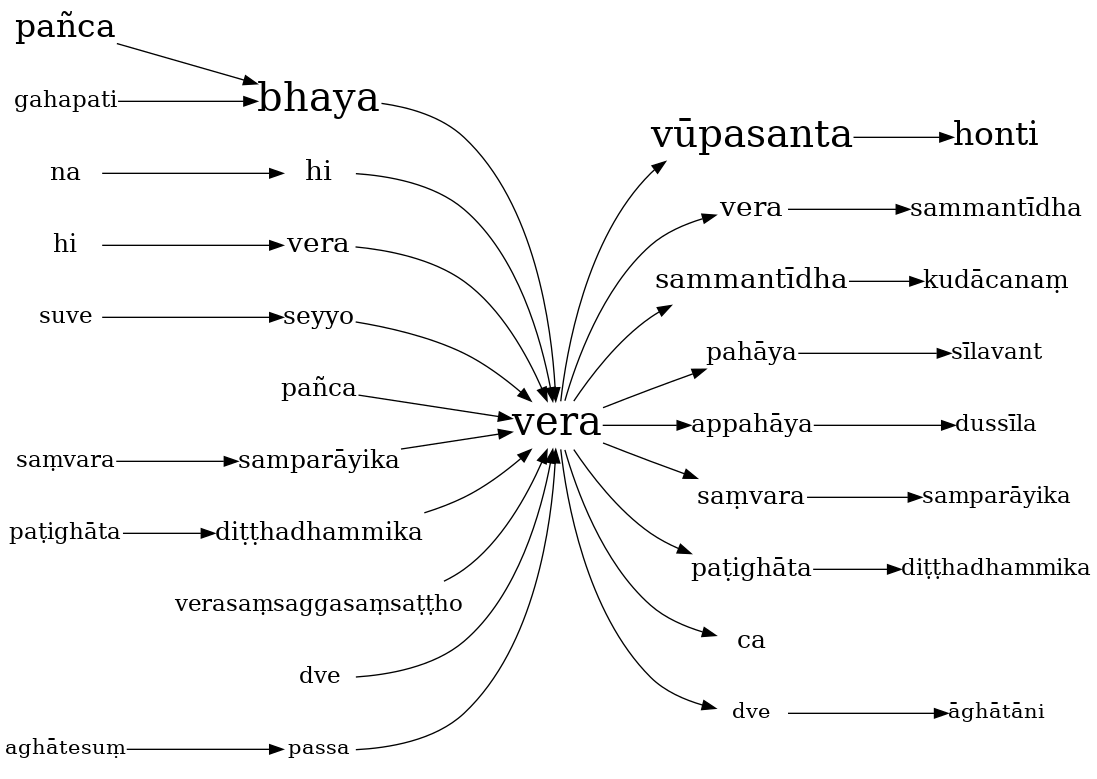 pañca
gahapati
bhaya
na
hi
hi
vera
suve
seyyo
pañca
saṃvara
samparāyika
paṭighāta
diṭṭhadhammika
verasaṃsaggasaṃsaṭṭho
dve
aghātesuṃ
passa
vera
vūpasanta
honti
vera
sammantīdha
sammantīdha
kudācanaṃ
pahāya
sīlavant
appahāya
dussīla
saṃvara
samparāyika
paṭighāta
diṭṭhadhammika
ca
dve
āghātāni